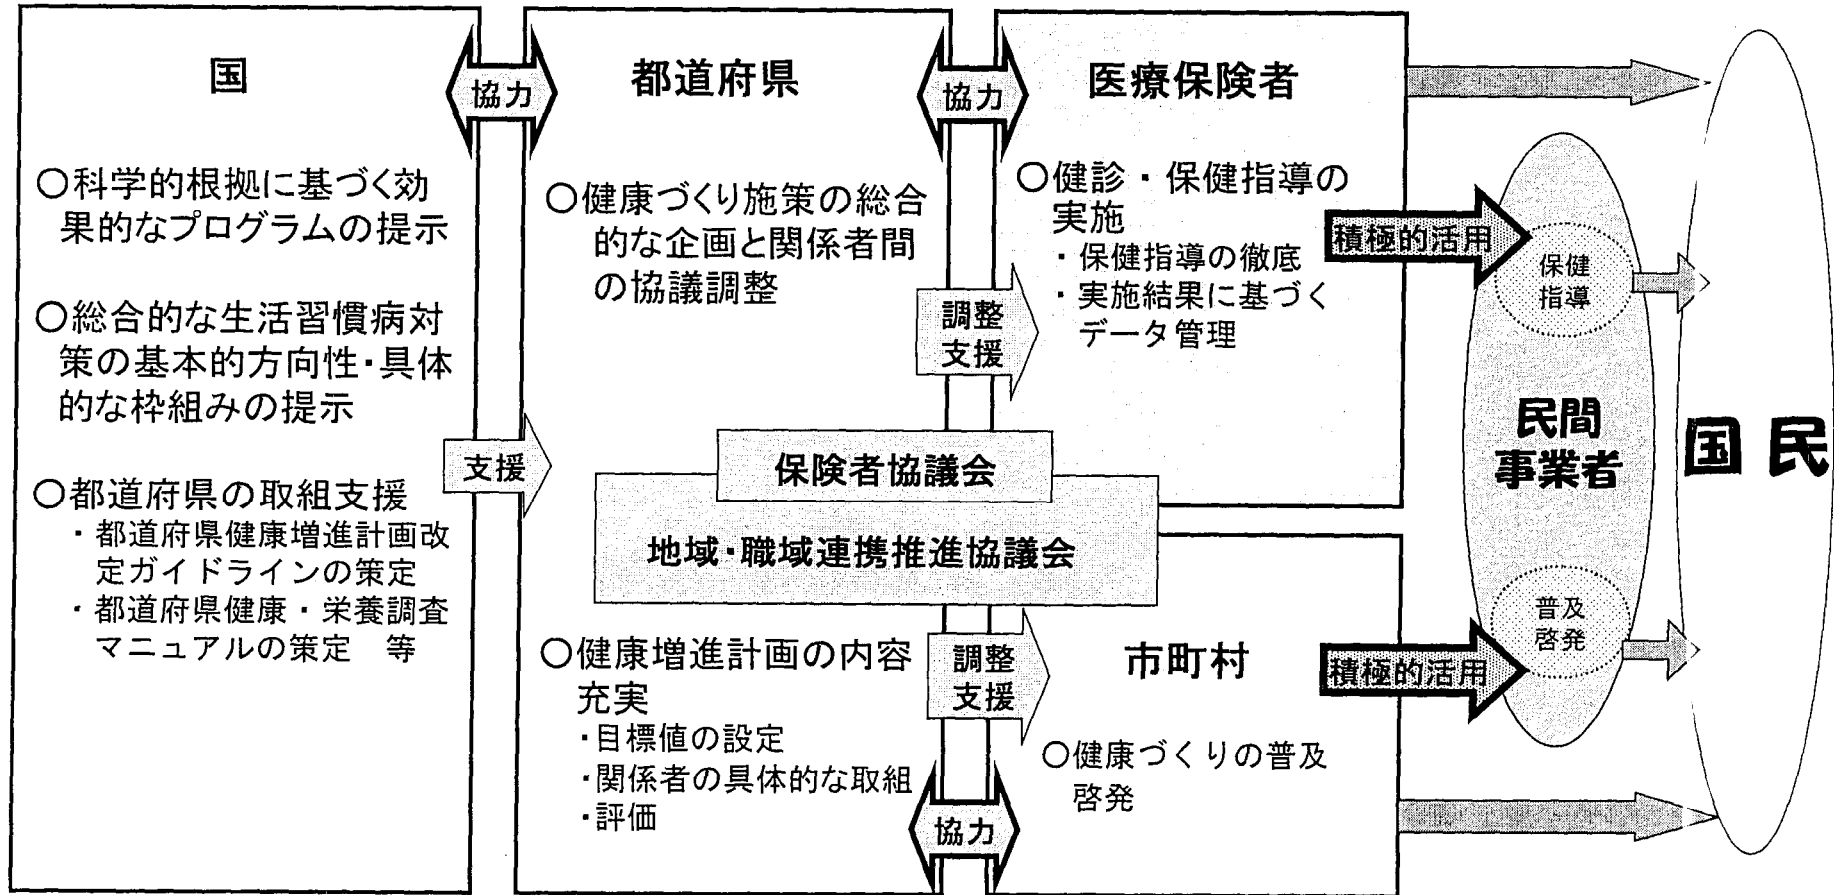 国
○科学的根拠に基づく効
果的なプログラムの提示
○総合的な生活習慣病対
策の基本的方向性・具体
的な枠組みの提示
○都道府県の取組支援
・都道府県健康増進計画改
定ガイドラインの策定
・都道府県健康・栄養調査
マニュアルの策定　等
協力
支援
都道府県
○健康づくり施策の総合
的な企画と関係者間
の協議調整
保険者協議会
地域・職域連携推進協議会
○健康増進計画の内容
充実
・目標値の設定
・関係者の具体的な取組
・評価
協力
調整
支援
調整
支援
協力
医療保険者
○健診・保健指導の
実施
・保健指導の徹底
・実施結果に基づく
データ管理
積極的活用
市町村
○健康づくりの普及
啓発
積極的活用
保健
指導
民間
事業者
普及
啓発
国民